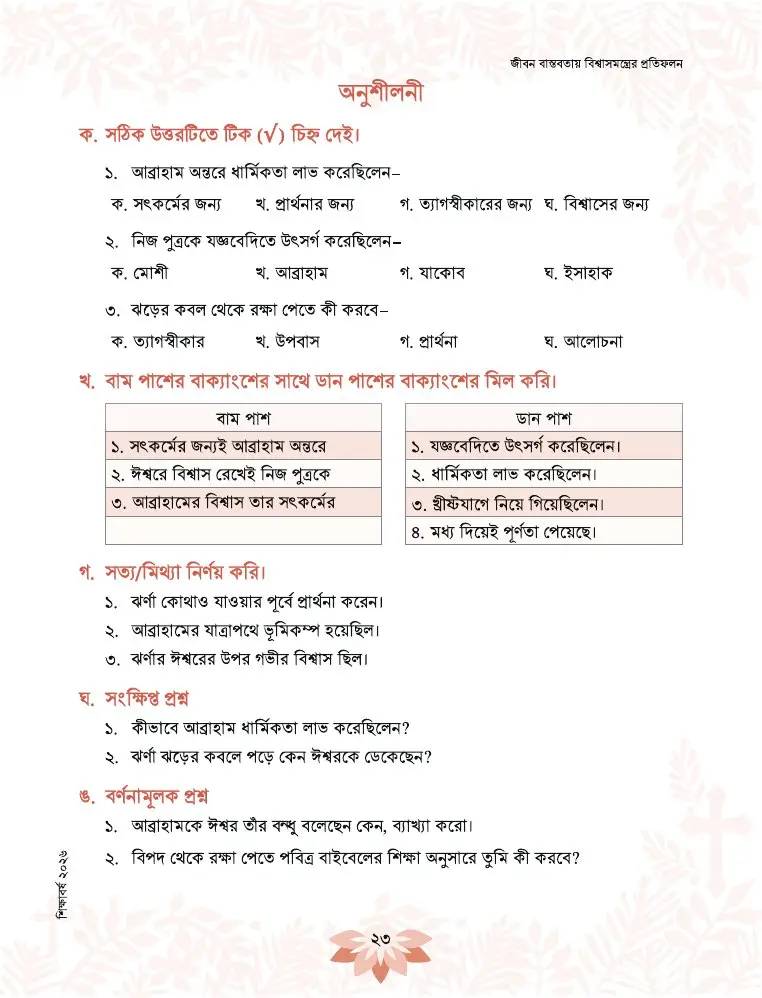 জীবন বাস্তবতায় বিশ্বাসমন্ত্রের প্রতিফলন
অনুশীলনী
ক. সঠিক উত্তরটিতে টিক (√) চিহ্ন দেই।
১. আব্রাহাম অন্তরে ধার্মিকতা লাভ করেছিলেন–
ক. সৎকর্মের জন্য খ. প্রার্থনার জন্য গ. ত্যাগস্বীকারের জন্য ঘ. বিশ্বাসের জন্য
২. নিজ পুত্রকে যজ্ঞবেদিতে উৎসর্গ করেছিলেন–
ক. মোশী খ. আব্রাহাম গ. যাকোব ঘ. ইসাহাক
৩. ঝড়ের কবল থেকে রক্ষা পেতে কী করবে–
ক. ত্যাগস্বীকার খ. উপবাস গ. প্রার্থনা ঘ. আলোচনা
খ. বাম পাশের বাক্যাংশের সাথে ডান পাশের বাক্যাংশের মিল করি।
বাম পাশ
১. সৎকর্মের জন্যই আব্রাহাম অন্তরে
২. ঈশ্বরে বিশ্বাস রেখেই নিজ পুত্রকে
৩. আব্রাহামের বিশ্বাস তার সৎকর্মের
ডান পাশ
১. যজ্ঞবেদিতে উৎসর্গ করেছিলেন।
২. ধার্মিকতা লাভ করেছিলেন।
৩. খ্রীষ্টযাগে নিয়ে গিয়েছিলেন।
৪. মধ্য দিয়েই পূর্ণতা পেয়েছে।
গ. সত্য/মিথ্যা নির্ণয় করি।
১. ঝর্ণা কোথাও যাওয়ার পূর্বে প্রার্থনা করেন।
২. আব্রাহামের যাত্রাপথে ভূমিকম্প হয়েছিল।
৩. ঝর্ণার ঈশ্বরের উপর গভীর বিশ্বাস ছিল।
ঘ. সংক্ষিপ্ত প্রশ্ন
১. কীভাবে আব্রাহাম ধার্মিকতা লাভ করেছিলেন?
২. ঝর্ণা ঝড়ের কবলে পড়ে কেন ঈশ্বরকে ডেকেছেন?
ঙ. বর্ণনামূলক প্রশ্ন
১. আব্রাহামকে ঈশ্বর তাঁর বন্ধু বলেছেন কেন, ব্যাখ্যা করো।
২. বিপদ থেকে রক্ষা পেতে পবিত্র বাইবেলের শিক্ষা অনুসারে তুমি কী করবে?
শিক্ষাবর্ষ ২০২৬
২৩